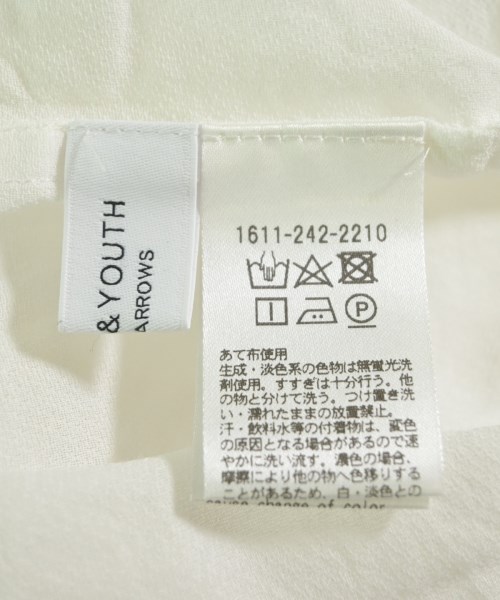 & YOUTH
ARROWS
1611-242-2210
あて布使用
生成・淡色系の色物は無蛍光洗
剤使用。すすぎは十分行う。他
の物と分けて洗う。つけ置き洗
い・濡れたままの放置禁止。
汗・飲料水等の付着物は、変色
の原因となる場合があるので速
やかに洗い流す。濃色の場合、
摩擦により他の物へ色移りする
ことがあるため、白・淡色との
cause change of color